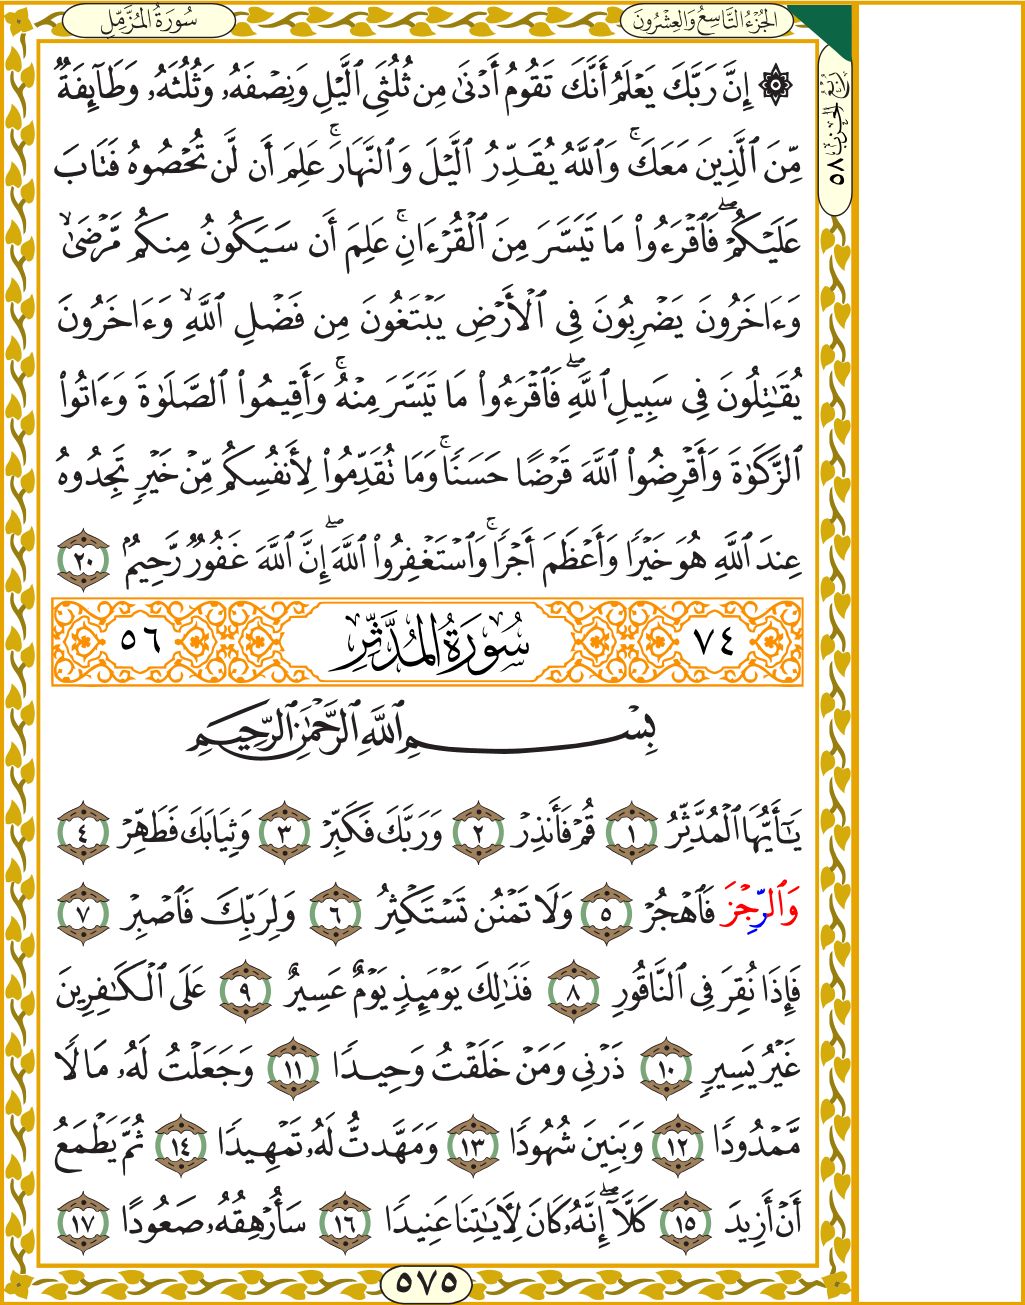 الجُزْءُ التَّاسِعُ وَالعِشْرُونَ
سُورَةُ المُزَّمِّل
۞ إِنَّ رَبَّكَ يَعْلَمُ أَنَّكَ تَقُومُ أَدْنَىٰ مِن ثُلُثَىِ ٱلَّيْلِ وَنِصْفَهُۥ وَثُلُثَهُۥ وَطَآئِفَةٌ
مِّنَ ٱلَّذِينَ مَعَكَۚ وَٱللَّهُ يُقَدِّرُ ٱلَّيْلَ وَٱلنَّهَارَۚ عَلِمَ أَن لَّن تُحْصُوهُ فَتَابَ
عَلَيْكُمْۖ فَٱقْرَءُوا۟ مَا تَيَسَّرَ مِنَ ٱلْقُرْءَانِۚ عَلِمَ أَن سَيَكُونُ مِنكُم مَّرْضَىٰۙ
وَءَاخَرُونَ يَضْرِبُونَ فِى ٱلْأَرْضِ يَبْتَغُونَ مِن فَضْلِ ٱللَّهِۙ وَءَاخَرُونَ
يُقَٰتِلُونَ فِى سَبِيلِ ٱللَّهِۖ فَٱقْرَءُوا۟ مَا تَيَسَّرَ مِنْهُۚ وَأَقِيمُوا۟ ٱلصَّلَوٰةَ وَءَاتُوا۟
ٱلزَّكَوٰةَ وَأَقْرِضُوا۟ ٱللَّهَ قَرْضًا حَسَنًاۚ وَمَا تُقَدِّمُوا۟ لِأَنفُسِكُم مِّنْ خَيْرٍ تَجِدُوهُ
عِندَ ٱللَّهِ هُوَ خَيْرًا وَأَعْظَمَ أَجْرًاۚ وَٱسْتَغْفِرُوا۟ ٱللَّهَۖ إِنَّ ٱللَّهَ غَفُورٌ رَّحِيمٌۢ ٢٠
٧٤ سُورَةُ المُدَّثِّر ٥٦
بِسْمِ ٱللَّهِ ٱلرَّحْمَٰنِ ٱلرَّحِيمِ
يَٰٓأَيُّهَا ٱلْمُدَّثِّرُ ١ قُمْ فَأَنذِرْ ٢ وَرَبَّكَ فَكَبِّرْ ٣ وَثِيَابَكَ فَطَهِّرْ ٤
وَٱلرِّجْزَ فَٱهْجُرْ ٥ وَلَا تَمْنُن تَسْتَكْثِرُ ٦ وَلِرَبِّكَ فَٱصْبِرْ ٧
فَإِذَا نُقِرَ فِى ٱلنَّاقُورِ ٨ فَذَٰلِكَ يَوْمَئِذٍ يَوْمٌ عَسِيرٌ ٩ عَلَى ٱلْكَٰفِرِينَ
غَيْرُ يَسِيرٍ ١٠ ذَرْنِى وَمَنْ خَلَقْتُ وَحِيدًا ١١ وَجَعَلْتُ لَهُۥ مَالًا
مَّمْدُودًا ١٢ وَبَنِينَ شُهُودًا ١٣ وَمَهَّدتُّ لَهُۥ تَمْهِيدًا ١٤ ثُمَّ يَطْمَعُ
أَنْ أَزِيدَ ١٥ كَلَّآۖ إِنَّهُۥ كَانَ لِأَيَٰتِنَا عَنِيدًا ١٦ سَأُرْهِقُهُۥ صَعُودًا ١٧
ربع الحزب ٥٨
٥٧٥